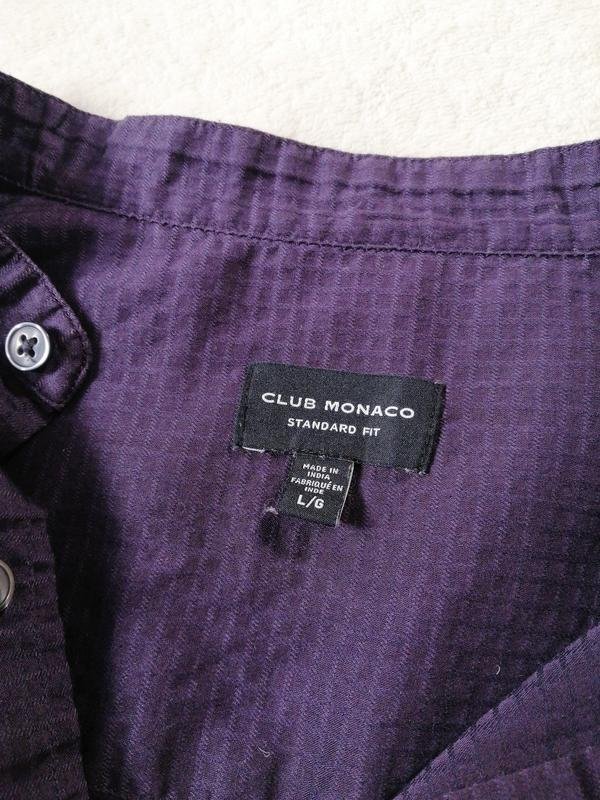 CLUB MONACO
STANDARD FIT
MADE IN
INDIA
FABRIQUÉ EN
INDE
L/G